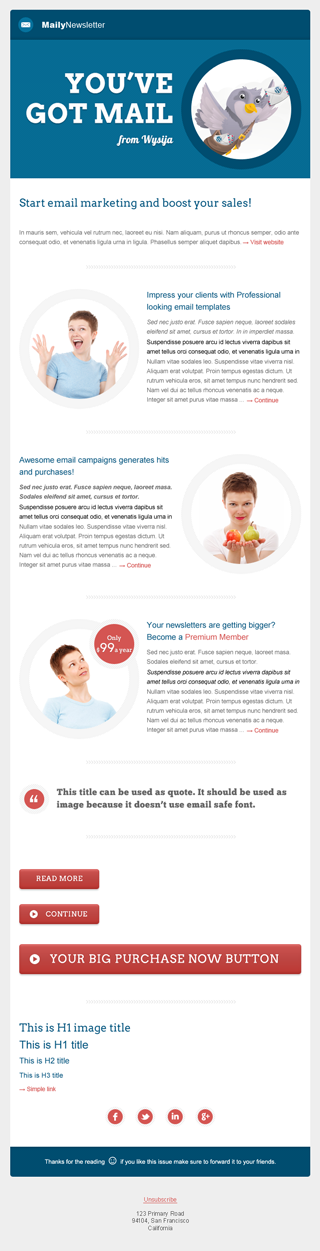 MailyNewsletter
YOU'VE
GOT MAIL
from Wysija
Start email marketing and boost your sales!
In mauris sem, vehicula vel rutrum nec, laoreet eu nisi. Nam aliquam, purus ut rhoncus semper, odio ante
consequat odio, et venenatis ligula urna in ligula. Phasellus semper aliquet dapibus. → Visit website
Impress your clients with Professional
looking email templates
Sed nec justo erat. Fusce sapien neque, laoreet sodales
eleifend sit amet, cursus et tortor. In in imperdiet massa.
Suspendisse posuere arcu id lectus viverra dapibus sit
amet tellus orci consequat odio, et venenatis ligula urna in
Nullam vitae sodales leo. Suspendisse vitae viverra nisl.
Aliquam erat volutpat. Proin tempus egestas dictum. Ut
rutrum vehicula eros, sit amet tempus nunc hendrerit sed.
Nam vel dui ac tellus rhoncus venenatis ac a neque.
Integer sit amet purus vitae massa ... → Continue
Awesome email campaigns generates hits
and purchases!
Sed nec justo erat. Fusce sapien neque, laoreet massa.
Sodales eleifend sit amet, cursus et tortor.
Suspendisse posuere arcu id lectus viverra dapibus sit
amet tellus orci consequat odio, et venenatis ligula urna in
Nullam vitae sodales leo. Suspendisse vitae viverra nisl.
Aliquam erat volutpat. Proin tempus egestas dictum. Ut
rutrum vehicula eros, sit amet tempus nunc hendrerit sed.
Nam vel dui ac tellus rhoncus venenatis ac a neque.
Integer sit amet purus vitae massa ... → Continue
Only
$99 a year
Your newsletters are getting bigger?
Become a Premium Member
Sed nec justo erat. Fusce sapien neque, laoreet masa.
Sodales eleifend sit amet, cursus et tortor.
Suspendisse posuere arcu id lectus viverra dapibus sit
amet tellus orci consequat odio, et venenatis ligula urna in
Nullam vitae sodales leo. Suspendisse vitae viverra nisl.
Aliquam erat volutpat. Proin tempus egestas dictum. Ut
rutrum vehicula eros, sit amet tempus nunc hendrerit sed.
Nam vel dui ac tellus rhoncus venenatis ac a neque.
Integer sit amet purus vitae massa ... → Continue
“ This title can be used as quote. It should be used as
image because it doesn't use email safe font.
READ MORE
CONTINUE
YOUR BIG PURCHASE NOW BUTTON
This is H1 image title
This is H1 title
This is H2 title
This is H3 title
→ Simple link
Thanks for the reading ☺ if you like this issue make sure to forward it to your friends.
Unsubscribe
123 Primary Road
94104, San Francisco
California